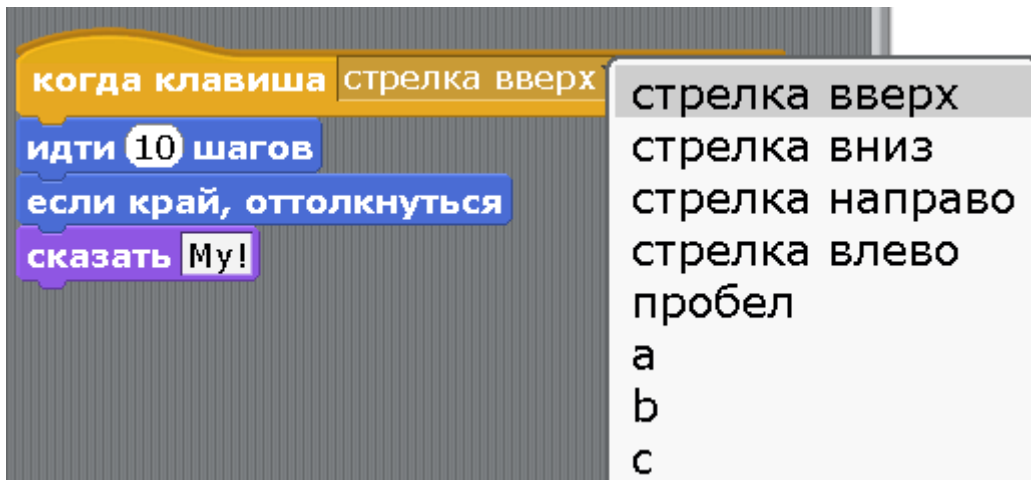 когда клавиша стрелка вверх
идти 10 шагов
если край, оттолкнуться
сказать Му!
стрелка вверх
стрелка вниз
стрелка направо
стрелка влево
пробел
a
b
c